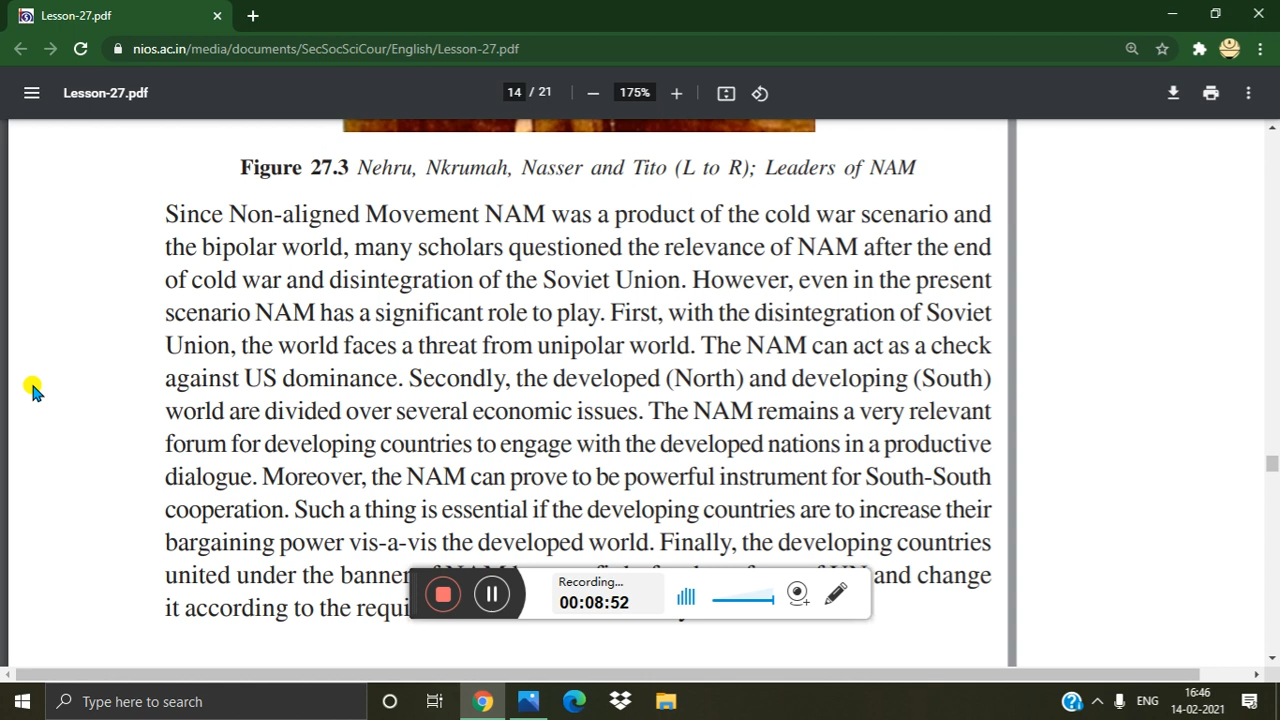 Lesson-27.pdf
nios.ac.in/media/documents/SecSocSciCour/English/Lesson-27.pdf
Lesson-27.pdf
14 / 21
175%
Figure 27.3 Nehru, Nkrumah, Nasser and Tito (L to R); Leaders of NAM
Since Non-aligned Movement NAM was a product of the cold war scenario and
the bipolar world, many scholars questioned the relevance of NAM after the end
of cold war and disintegration of the Soviet Union. However, even in the present
scenario NAM has a significant role to play. First, with the disintegration of Soviet
Union, the world faces a threat from unipolar world. The NAM can act as a check
against US dominance. Secondly, the developed (North) and developing (South)
world are divided over several economic issues. The NAM remains a very relevant
forum for developing countries to engage with the developed nations in a productive
dialogue. Moreover, the NAM can prove to be powerful instrument for South-South
cooperation. Such a thing is essential if the developing countries are to increase their
bargaining power vis-a-vis the developed world. Finally, the developing countries
united under the banner and change
it according to the
Recording...
00:08:52
Type here to search
ENG
16:46
14-02-2021